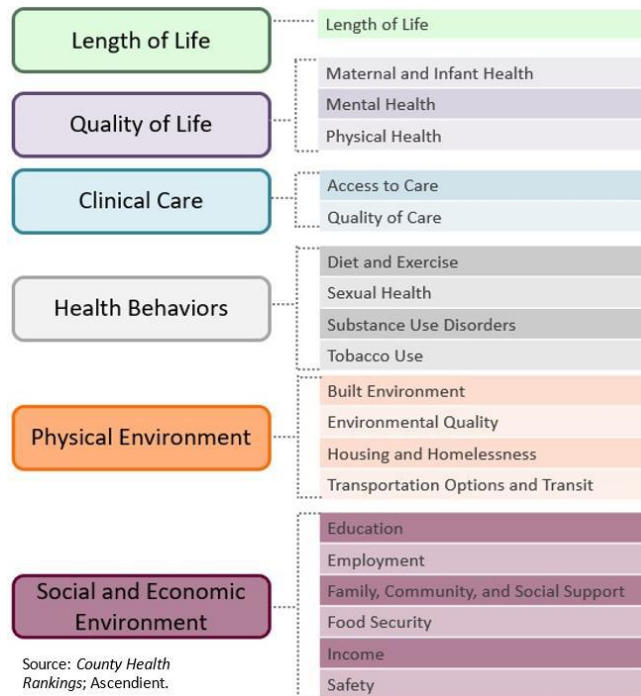 Length of Life
Length of Life
Quality of Life
Maternal and Infant Health
Mental Health
Physical Health
Clinical Care
Access to Care
Quality of Care
Health Behaviors
Diet and Exercise
Sexual Health
Substance Use Disorders
Tobacco Use
Physical Environment
Built Environment
Environmental Quality
Housing and Homelessness
Transportation Options and Transit
Social and Economic
Environment
Education
Employment
Family, Community, and Social Support
Food Security
Income
Safety
Source: County Health
Rankings; Ascendient.